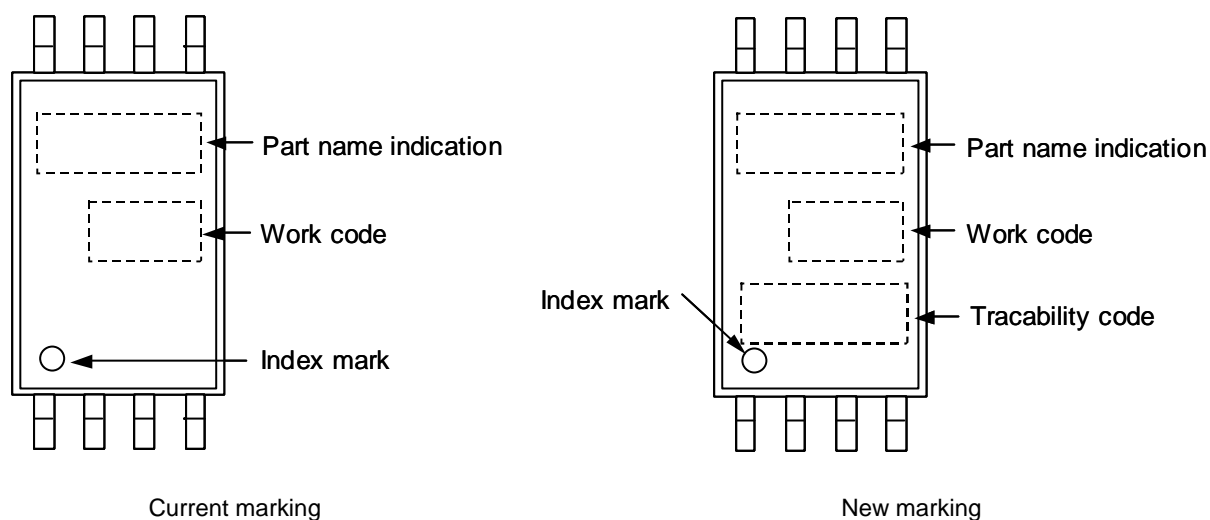 Part name indication
Work code
Index mark
Current marking
Part name indication
Work code
Index mark
Tracability code
New marking